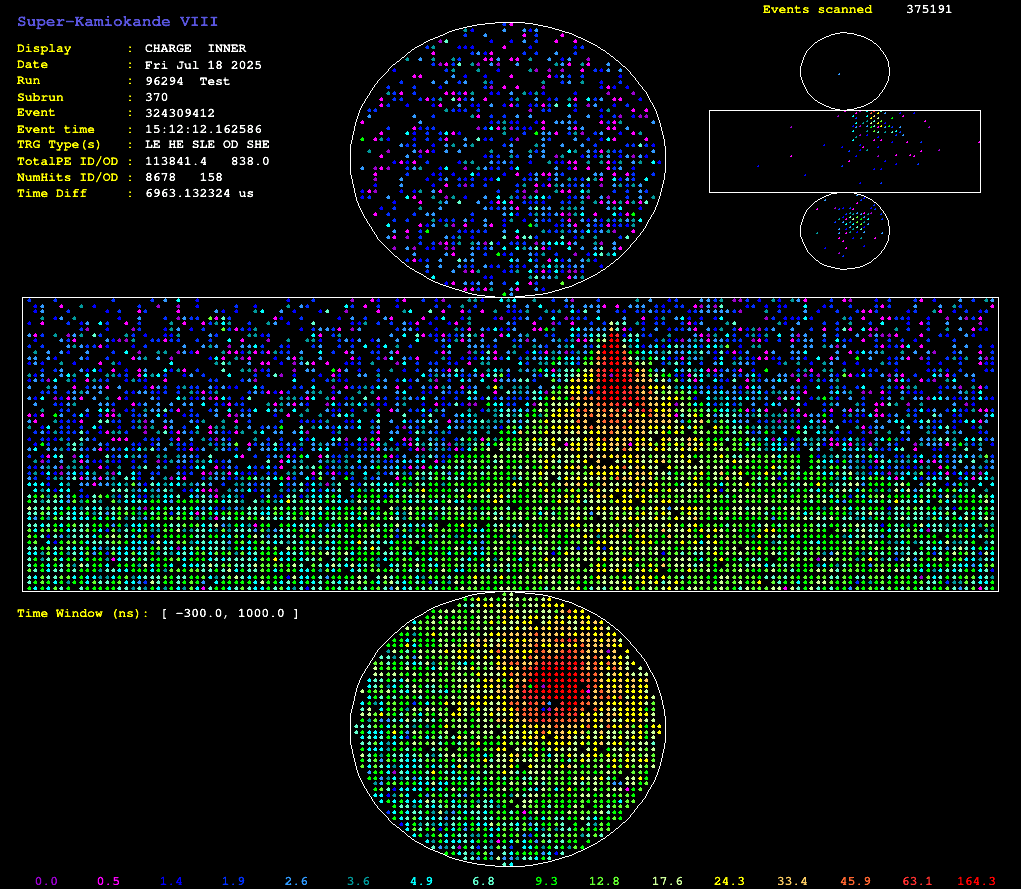 Super-Kamiokande VIII
Events scanned 375191
Display : CHARGE INNER
Date : Fri Jul 18 2025
Run : 96294 Test
Subrun : 370
Event : 324309412
Event time : 15:12:12.162586
TRG Type(s) : LE HE SLE OD SHE
TotalPE ID/OD : 113841.4 838.0
NumHits ID/OD : 8678 158
Time Diff : 6963.132324 us
Time Window (ns): [ -300.0, 1000.0 ]
0.0 0.5 1.4 1.9 2.6 3.6 4.9 6.8 9.3 12.8 17.6 24.3 33.4 45.9 63.1 164.3